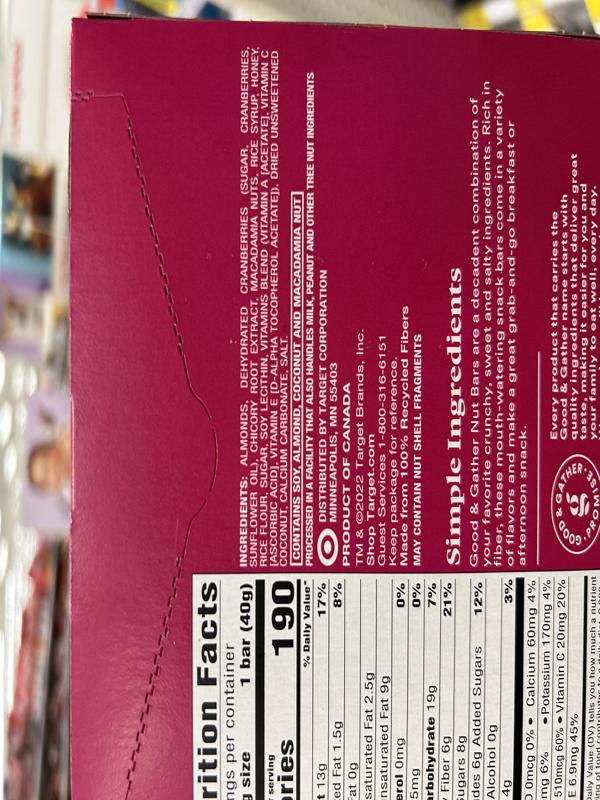 INGREDIENTS: ALMONDS, DEHYDRATED CRANBERRIES (SUGAR, CRANBERRIES,
SUNFLOWER OIL), CHICORY ROOT EXTRACT, MACADAMIA NUTS, RICE SYRUP, HONEY,
RICE FLOUR, SUGAR, SOY LECITHIN, VITAMINS BLEND (VITAMIN A [ACETATE], VITAMIN C
[ASCORBIC ACID], VITAMIN E [D-ALPHA TOCOPHEROL ACETATE]), DRIED UNSWEETENED
COCONUT, CALCIUM CARBONATE, SALT.
CONTAINS SOY, ALMOND, COCONUT AND MACADAMIA NUT
PROCESSED IN A FACILITY THAT ALSO HANDLES MILK, PEANUT AND OTHER TREE NUT INGREDIENTS
DISTRIBUTED BY TARGET CORPORATION
MINNEAPOLIS, MN 55403
PRODUCT OF CANADA
TM & ©2022 Target Brands, Inc.
Shop Target.com
Guest Services 1-800-316-6151
Keep package for reference.
Made from 100% Recycled Fibers
MAY CONTAIN NUT SHELL FRAGMENTS
Simple Ingredients
Good & Gather Nut Bars are a decadent combination of
your favorite crunchy, sweet and salty ingredients. Rich in
fiber, these mouth-watering snack bars come in a variety
of flavors and make a great grab-and-go breakfast or
afternoon snack.
GOOD & GATHER
Every product that carries the
Good & Gather name starts with
quality ingredients that deliver great
taste, making it easier for you and
your family to eat well, every day.
rition Facts
ngs per container
g size 1 bar (40g)
serving
ories 190
% Daily Value*
t 13g 17%
ed Fat 1.5g 8%
at 0g
nsaturated Fat 2.5g
nsaturated Fat 9g
erol 0mg 0%
5mg 0%
rbohydrate 19g 7%
Fiber 6g 21%
ugars 8g
des 6g Added Sugars 12%
Alcohol 0g
4g 3%
0mcg 0% • Calcium 60mg 4%
mg 6% • Potassium 170mg 4%
510mcg 60% • Vitamin C 20mg 20%
E 6.9mg 45%
aily Value (DV) tells you how much a nutrient